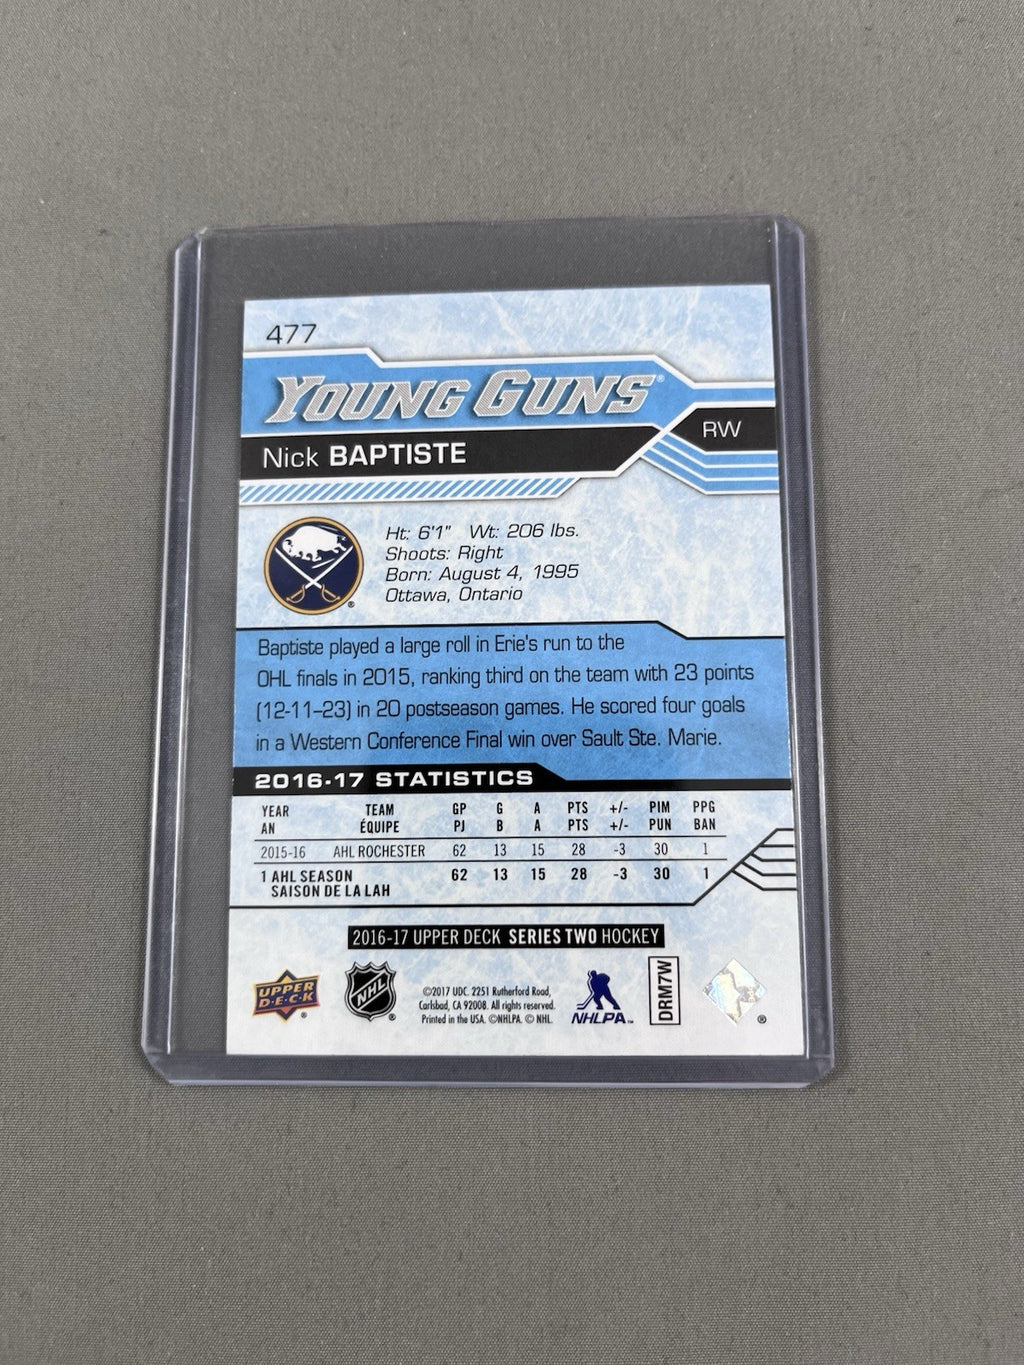 477
YOUNG GUNS®
Nick BAPTISTE
RW
Ht: 6'1" Wt: 206 lbs.
Shoots: Right
Born: August 4, 1995
Ottawa, Ontario
®
Baptiste played a large roll in Erie's run to the
OHL finals in 2015, ranking third on the team with 23 points
(12-11–23) in 20 postseason games. He scored four goals
in a Western Conference Final win over Sault Ste. Marie.
2016-17 STATISTICS
YEAR TEAM GP G A PTS +/- PIM PPG
AN ÉQUIPE PJ B A PTS +/- PUN BAN
2015-16 AHL ROCHESTER 62 13 15 28 -3 30 1
1 AHL SEASON 62 13 15 28 -3 30 1
SAISON DE LA LAH
2016-17 UPPER DECK SERIES TWO HOCKEY
UPPER DECK®
NHL®
©2017 UDC. 2251 Rutherford Road,
Carlsbad, CA 92008. All rights reserved.
Printed in the USA. ©NHLPA. © NHL.
NHLPA™
DRM7W
®